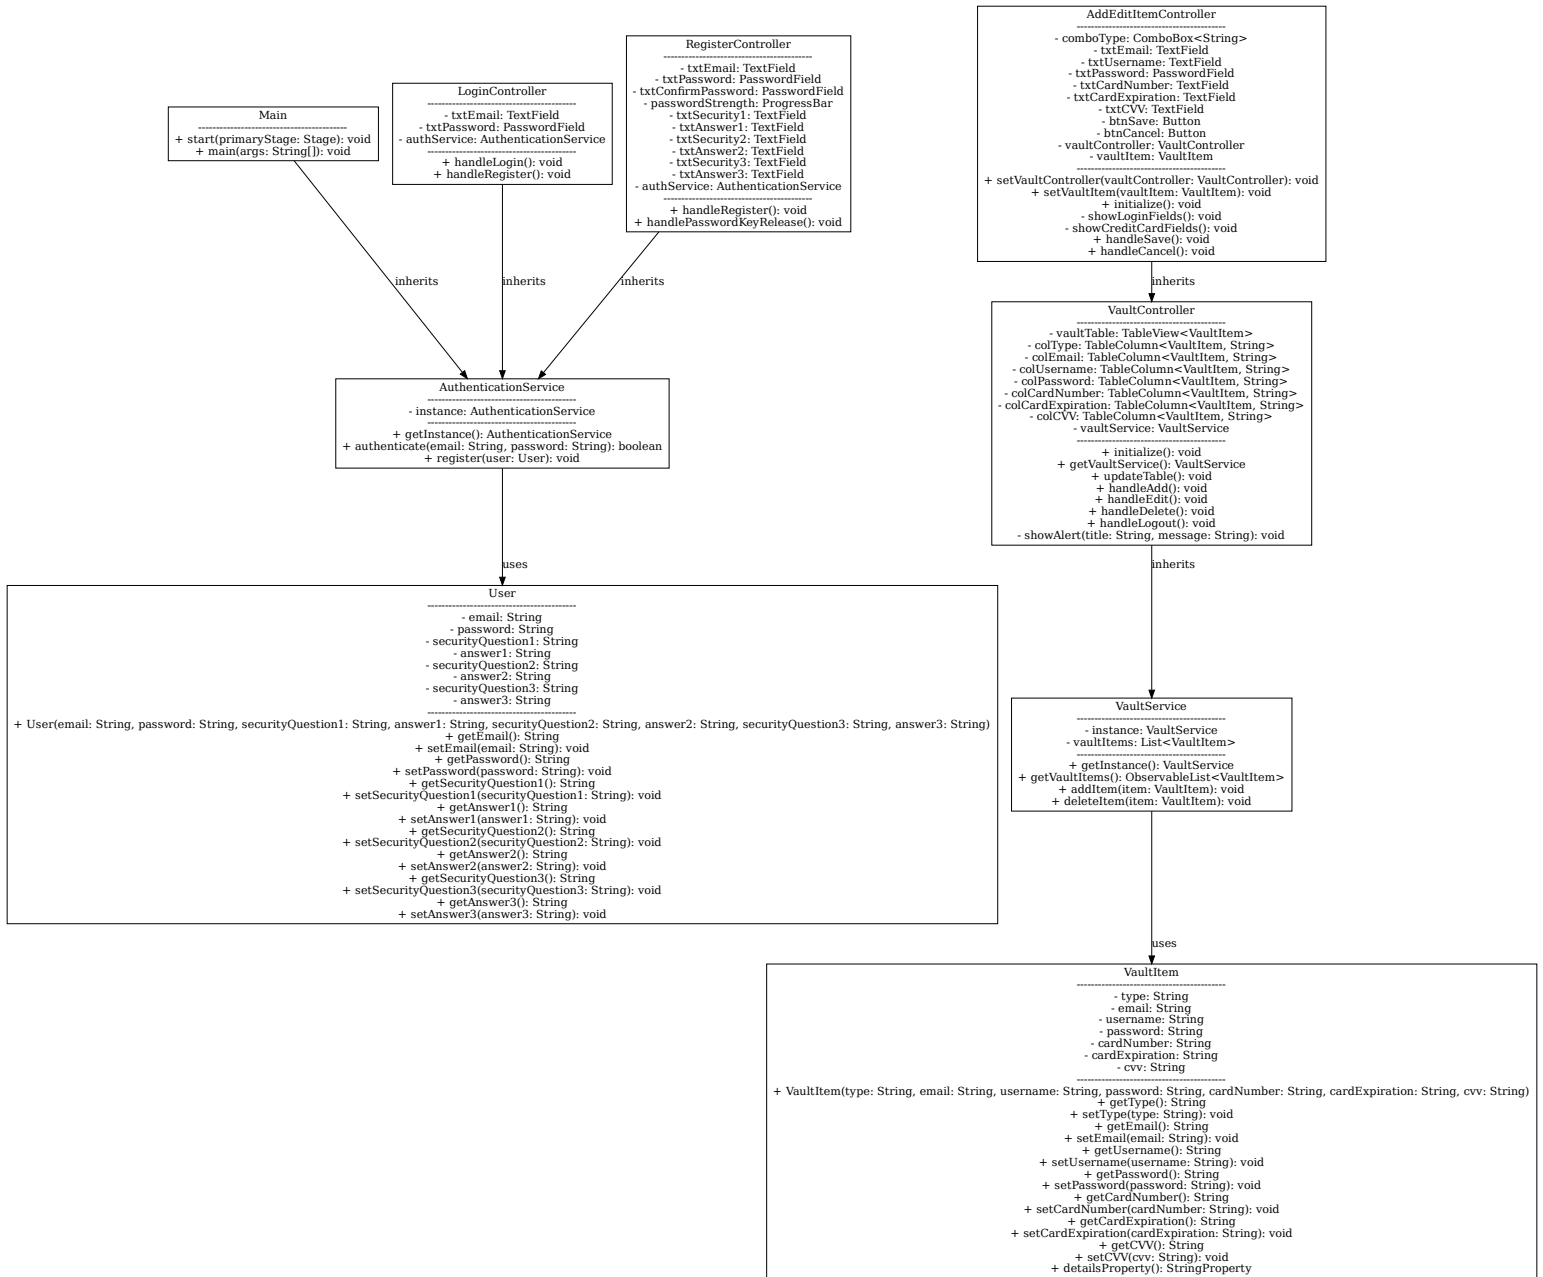 Main
------------------------------------------
+ start(primaryStage: Stage): void
+ main(args: String[]): void
LoginController
------------------------------------------
- txtEmail: TextField
- txtPassword: PasswordField
- authService: AuthenticationService
------------------------------------------
+ handleLogin(): void
+ handleRegister(): void
RegisterController
------------------------------------------
- txtEmail: TextField
- txtPassword: PasswordField
- txtConfirmPassword: PasswordField
- passwordStrength: ProgressBar
- txtSecurity1: TextField
- txtAnswer1: TextField
- txtSecurity2: TextField
- txtAnswer2: TextField
- txtSecurity3: TextField
- txtAnswer3: TextField
- authService: AuthenticationService
------------------------------------------
+ handleRegister(): void
+ handlePasswordKeyRelease(): void
AddEditItemController
------------------------------------------
- comboType: ComboBox<String>
- txtEmail: TextField
- txtUsername: TextField
- txtPassword: PasswordField
- txtCardNumber: TextField
- txtCardExpiration: TextField
- txtCVV: TextField
- btnSave: Button
- btnCancel: Button
- vaultController: VaultController
- vaultItem: VaultItem
------------------------------------------
+ setVaultController(vaultController: VaultController): void
+ setVaultItem(vaultItem: VaultItem): void
+ initialize(): void
- showLoginFields(): void
- showCreditCardFields(): void
+ handleSave(): void
+ handleCancel(): void
inherits
inherits
inherits
inherits
AuthenticationService
------------------------------------------
- instance: AuthenticationService
------------------------------------------
+ getInstance(): AuthenticationService
+ authenticate(email: String, password: String): boolean
+ register(user: User): void
VaultController
------------------------------------------
- vaultTable: TableView<VaultItem>
- colType: TableColumn<VaultItem, String>
- colEmail: TableColumn<VaultItem, String>
- colUsername: TableColumn<VaultItem, String>
- colPassword: TableColumn<VaultItem, String>
- colCardNumber: TableColumn<VaultItem, String>
- colCardExpiration: TableColumn<VaultItem, String>
- colCVV: TableColumn<VaultItem, String>
- vaultService: VaultService
------------------------------------------
+ initialize(): void
+ getVaultService(): VaultService
+ updateTable(): void
+ handleAdd(): void
+ handleEdit(): void
+ handleDelete(): void
+ handleLogout(): void
- showAlert(title: String, message: String): void
uses
inherits
User
------------------------------------------
- email: String
- password: String
- securityQuestion1: String
- answer1: String
- securityQuestion2: String
- answer2: String
- securityQuestion3: String
- answer3: String
------------------------------------------
+ User(email: String, password: String, securityQuestion1: String, answer1: String, securityQuestion2: String, answer2: String, securityQuestion3: String, answer3: String)
+ getEmail(): String
+ setEmail(email: String): void
+ getPassword(): String
+ setPassword(password: String): void
+ getSecurityQuestion1(): String
+ setSecurityQuestion1(securityQuestion1: String): void
+ getAnswer1(): String
+ setAnswer1(answer1: String): void
+ getSecurityQuestion2(): String
+ setSecurityQuestion2(securityQuestion2: String): void
+ getAnswer2(): String
+ setAnswer2(answer2: String): void
+ getSecurityQuestion3(): String
+ setSecurityQuestion3(securityQuestion3: String): void
+ getAnswer3(): String
+ setAnswer3(answer3: String): void
VaultService
------------------------------------------
- instance: VaultService
- vaultItems: List<VaultItem>
------------------------------------------
+ getInstance(): VaultService
+ getVaultItems(): ObservableList<VaultItem>
+ addItem(item: VaultItem): void
+ deleteItem(item: VaultItem): void
uses
VaultItem
------------------------------------------
- type: String
- email: String
- username: String
- password: String
- cardNumber: String
- cardExpiration: String
- cvv: String
------------------------------------------
+ VaultItem(type: String, email: String, username: String, password: String, cardNumber: String, cardExpiration: String, cvv: String)
+ getType(): String
+ setType(type: String): void
+ getEmail(): String
+ setEmail(email: String): void
+ getUsername(): String
+ setUsername(username: String): void
+ getPassword(): String
+ setPassword(password: String): void
+ getCardNumber(): String
+ setCardNumber(cardNumber: String): void
+ getCardExpiration(): String
+ setCardExpiration(cardExpiration: String): void
+ getCVV(): String
+ setCVV(cvv: String): void
+ detailsProperty(): StringProperty